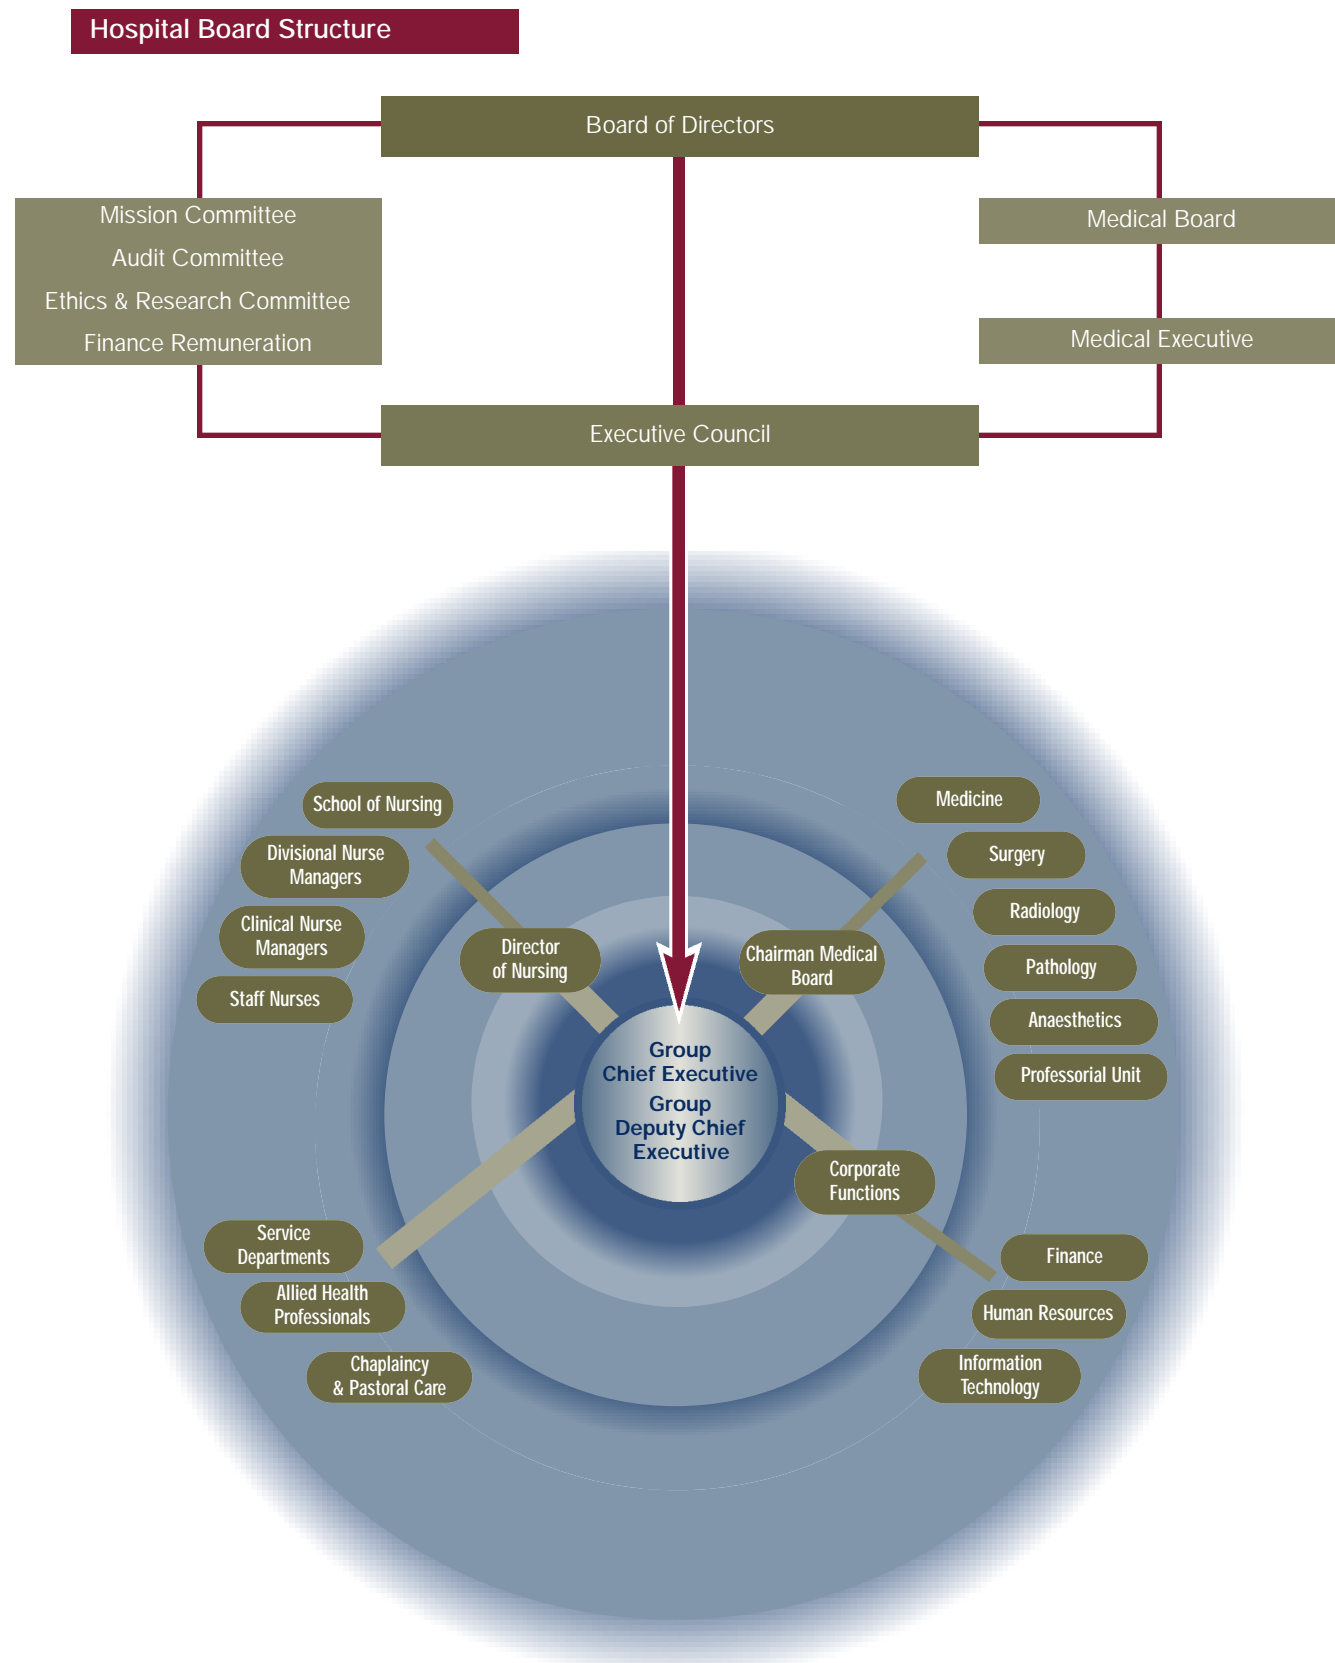 Hospital Board Structure
Board of Directors
Mission Committee
Audit Committee
Ethics & Research Committee
Finance Remuneration
Medical Board
Medical Executive
Executive Council
School of Nursing
Divisional Nurse
Managers
Clinical Nurse
Managers
Staff Nurses
Director
of Nursing
Chairman Medical
Board
Medicine
Surgery
Radiology
Pathology
Anaesthetics
Professorial Unit
Group
Chief Executive
Group
Deputy Chief
Executive
Corporate
Functions
Service
Departments
Allied Health
Professionals
Chaplaincy
& Pastoral Care
Finance
Human Resources
Information
Technology